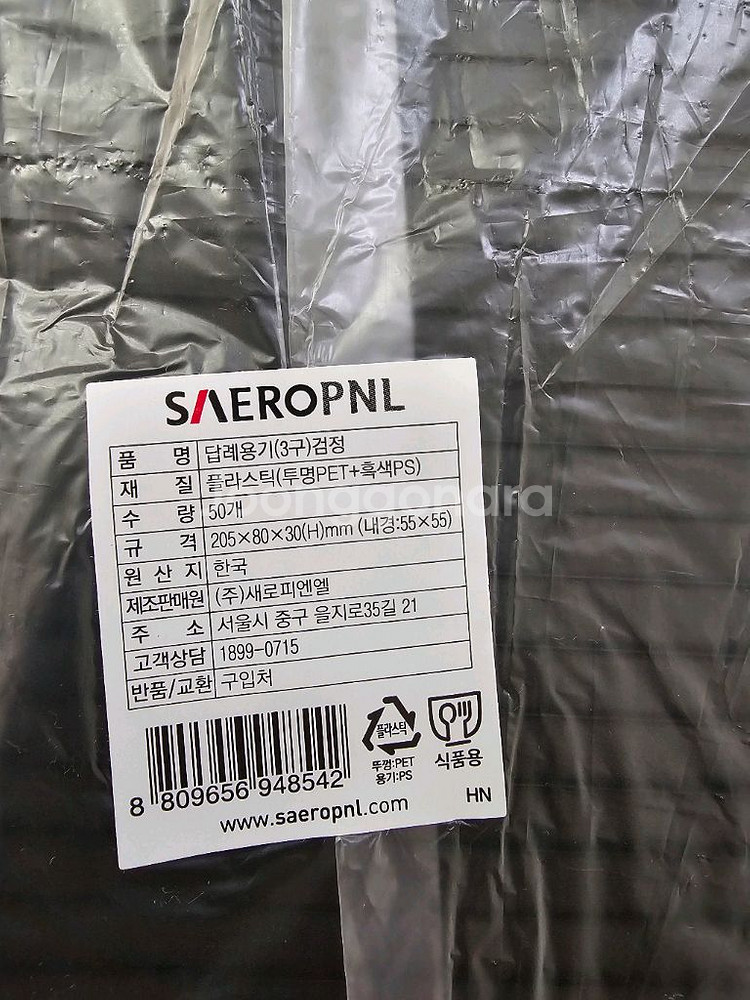 SAEROPNL
품 명 답례용기(3구)검정
재 질 플라스틱(투명PET+흑색PS)
수 량 50개
규 격 205×80×30(H)mm (내경:55×55)
원 산 지 한국
제조판매원 (주)새로피엔엘
주 소 서울시 중구 을지로35길 21
고객상담 1899-0715
반품/교환 구입처
플라스틱
뚜껑:PET
용기:PS
식품용
8 809656 948542
www.saeropnl.com
HN
joonggonara